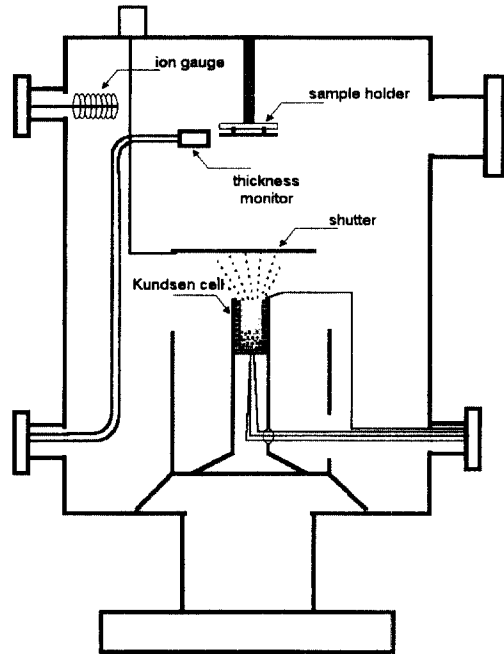 ion gauge
sample holder
thickness
monitor
shutter
Kundsen cell